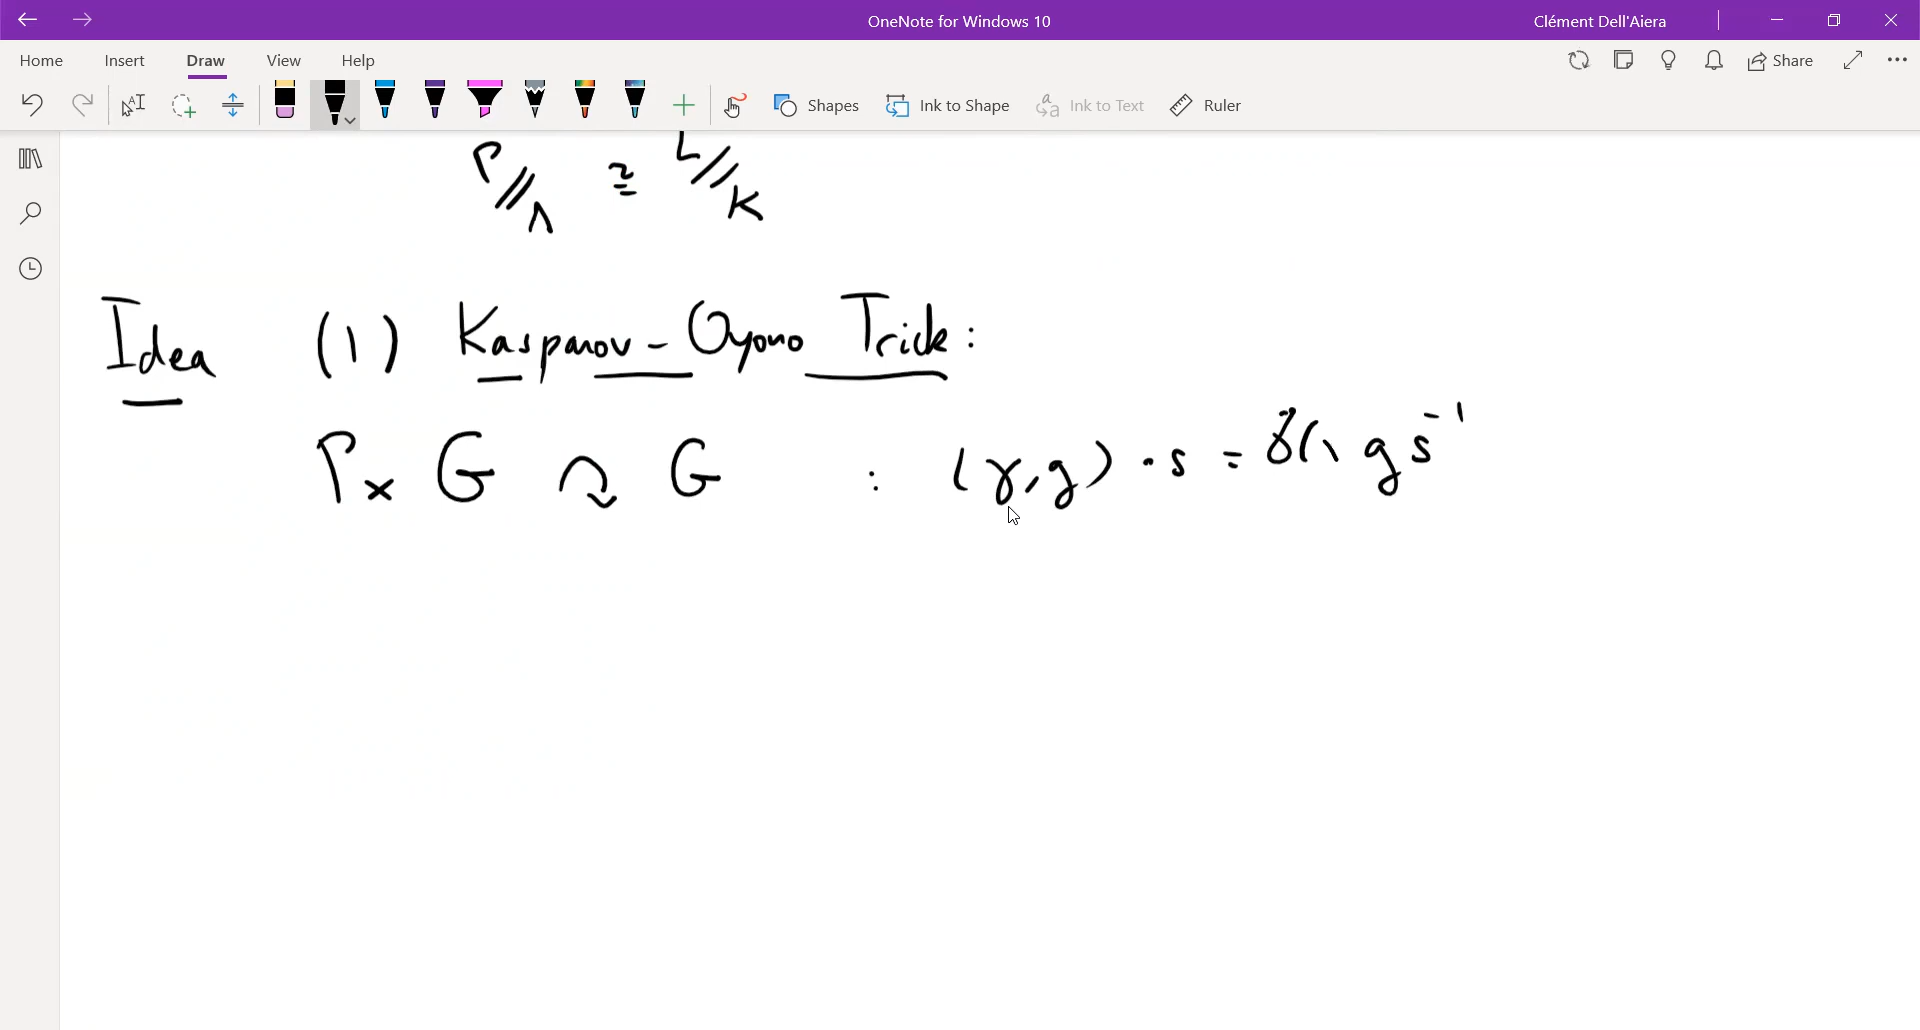 OneNote for Windows 10
Clément Dell'Aiera
Home Insert Draw View Help
Share
Shapes Ink to Shape Ink to Text Ruler
Γ//Λ ≅ L//K
Idea (1) Kasparov - Oyono Trick :
Γ × G ↷ G : (γ, g) · s = γ( g s⁻¹